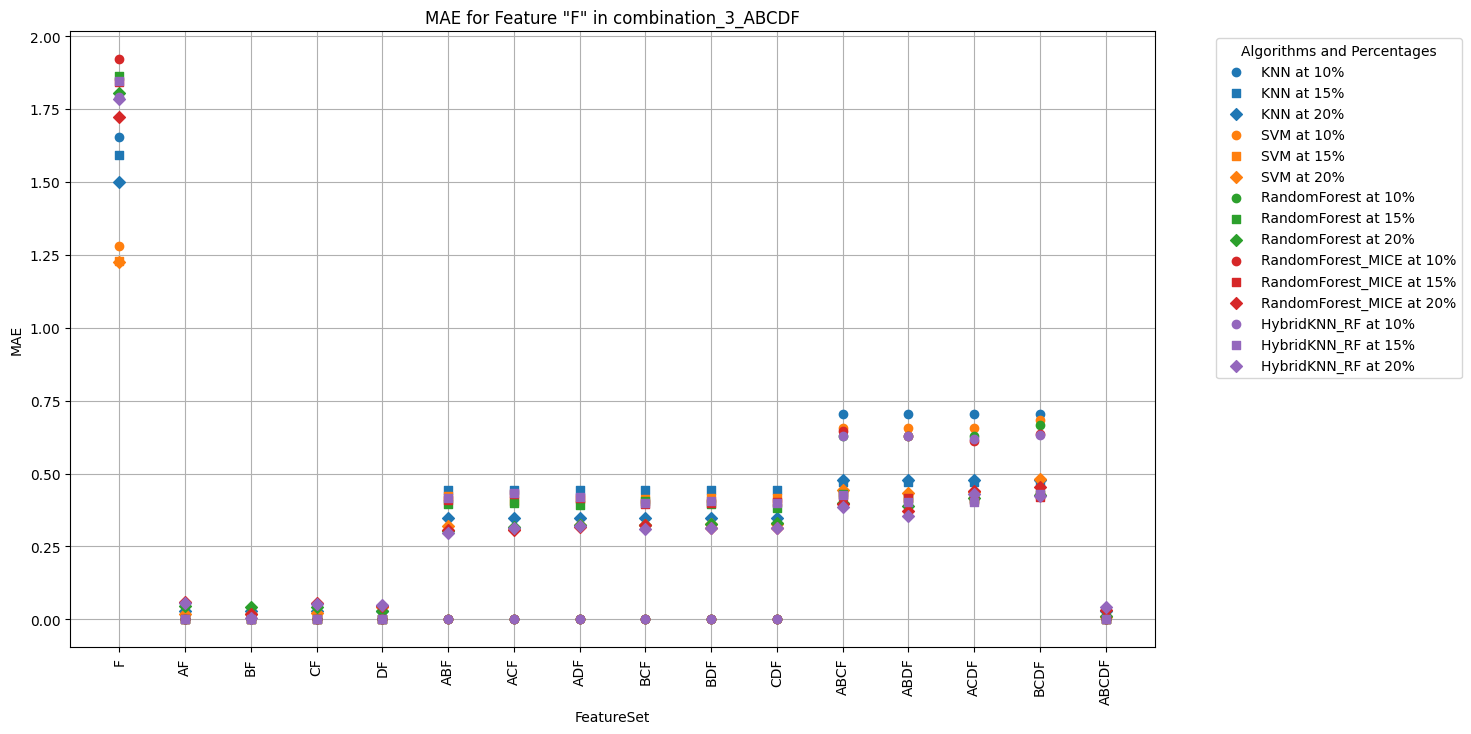 MAE for Feature "F" in combination_3_ABCDF
MAE
2.00
1.75
1.50
1.25
1.00
0.75
0.50
0.25
0.00
F
AF
BF
CF
DF
ABF
ACF
ADF
BCF
BDF
CDF
ABCF
ABDF
ACDF
BCDF
ABCDF
FeatureSet
Algorithms and Percentages
KNN at 10%
KNN at 15%
KNN at 20%
SVM at 10%
SVM at 15%
SVM at 20%
RandomForest at 10%
RandomForest at 15%
RandomForest at 20%
RandomForest_MICE at 10%
RandomForest_MICE at 15%
RandomForest_MICE at 20%
HybridKNN_RF at 10%
HybridKNN_RF at 15%
HybridKNN_RF at 20%